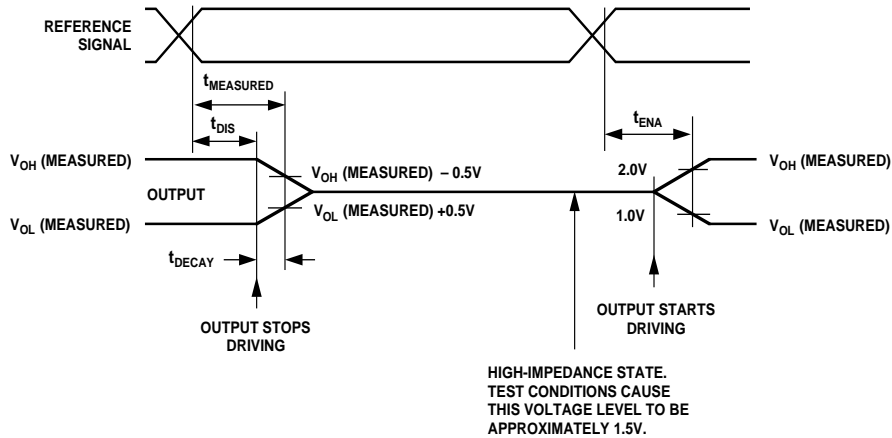 REFERENCE
SIGNAL
tMEASURED
tDIS
tENA
VOH (MEASURED)
VOH (MEASURED) – 0.5V
2.0V
VOH (MEASURED)
OUTPUT
VOL (MEASURED)
VOL (MEASURED) +0.5V
1.0V
VOL (MEASURED)
tDECAY
OUTPUT STOPS
DRIVING
OUTPUT STARTS
DRIVING
HIGH-IMPEDANCE STATE.
TEST CONDITIONS CAUSE
THIS VOLTAGE LEVEL TO BE
APPROXIMATELY 1.5V.